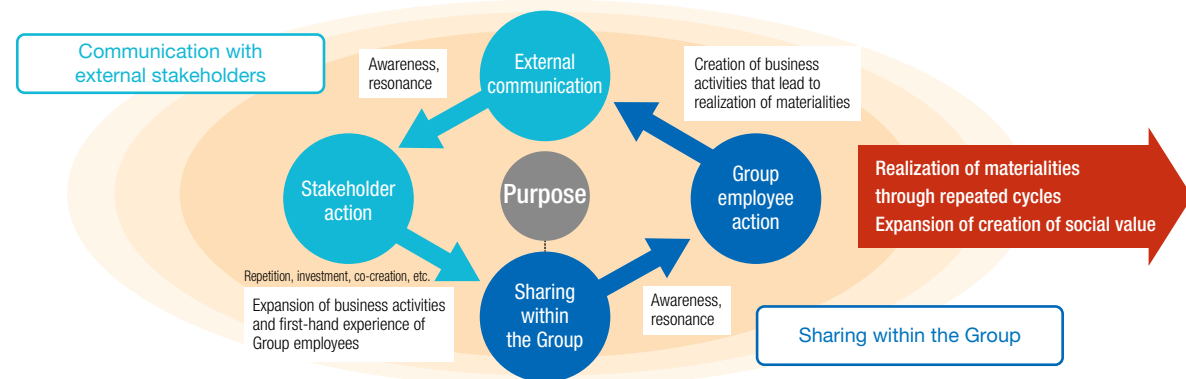 Communication with
external stakeholders
Awareness,
resonance
External
communication
Creation of business
activities that lead to
realization of materialities
Stakeholder
action
Purpose
Group
employee
action
Realization of materialities
through repeated cycles
Expansion of creation of social value
Repetition, investment, co-creation, etc.
Expansion of business activities
and first-hand experience of
Group employees
Sharing
within
the Group
Awareness,
resonance
Sharing within the Group